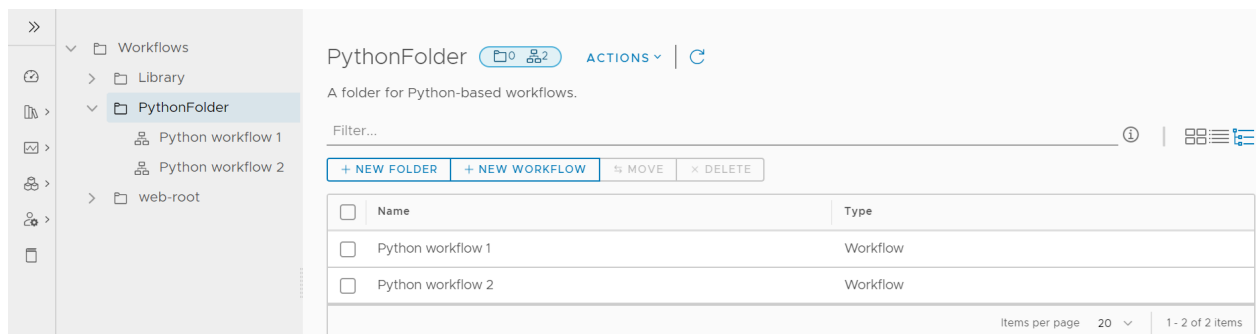 Workflows
Library
PythonFolder
Python workflow 1
Python workflow 2
web-root
PythonFolder 0 2 ACTIONS
A folder for Python-based workflows.
Filter...
+ NEW FOLDER + NEW WORKFLOW MOVE × DELETE
Name Type
Python workflow 1 Workflow
Python workflow 2 Workflow
Items per page 20 1 - 2 of 2 items